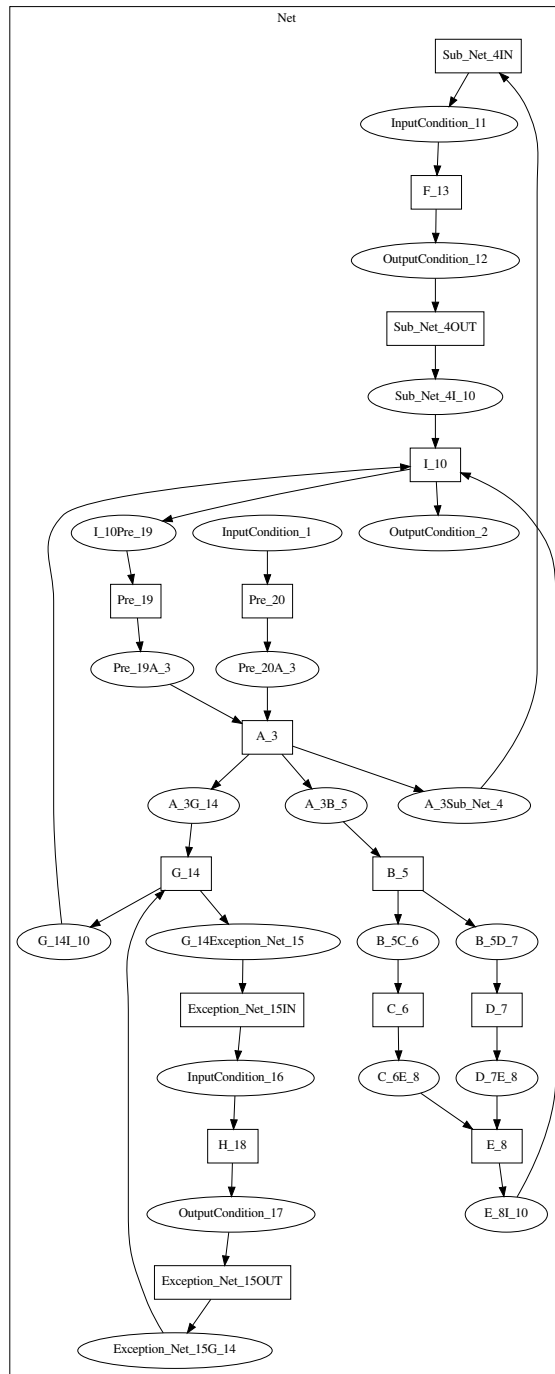 Net
Sub_Net_4IN
InputCondition_11
F_13
OutputCondition_12
Sub_Net_4OUT
Sub_Net_4I_10
I_10
I_10Pre_19
InputCondition_1
OutputCondition_2
Pre_19
Pre_20
Pre_19A_3
Pre_20A_3
A_3
A_3G_14
A_3B_5
A_3Sub_Net_4
G_14
B_5
G_14I_10
G_14Exception_Net_15
B_5C_6
B_5D_7
Exception_Net_15IN
C_6
D_7
InputCondition_16
C_6E_8
D_7E_8
H_18
E_8
OutputCondition_17
E_8I_10
Exception_Net_15OUT
Exception_Net_15G_14